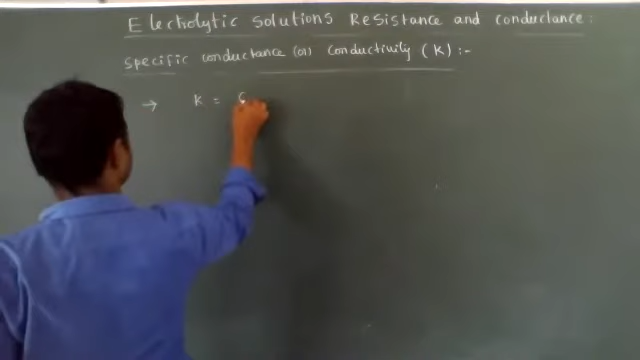 Electrolytic Solutions Resistance and conductance:
Specific conductance (or) conductivity (K):-
→ K =